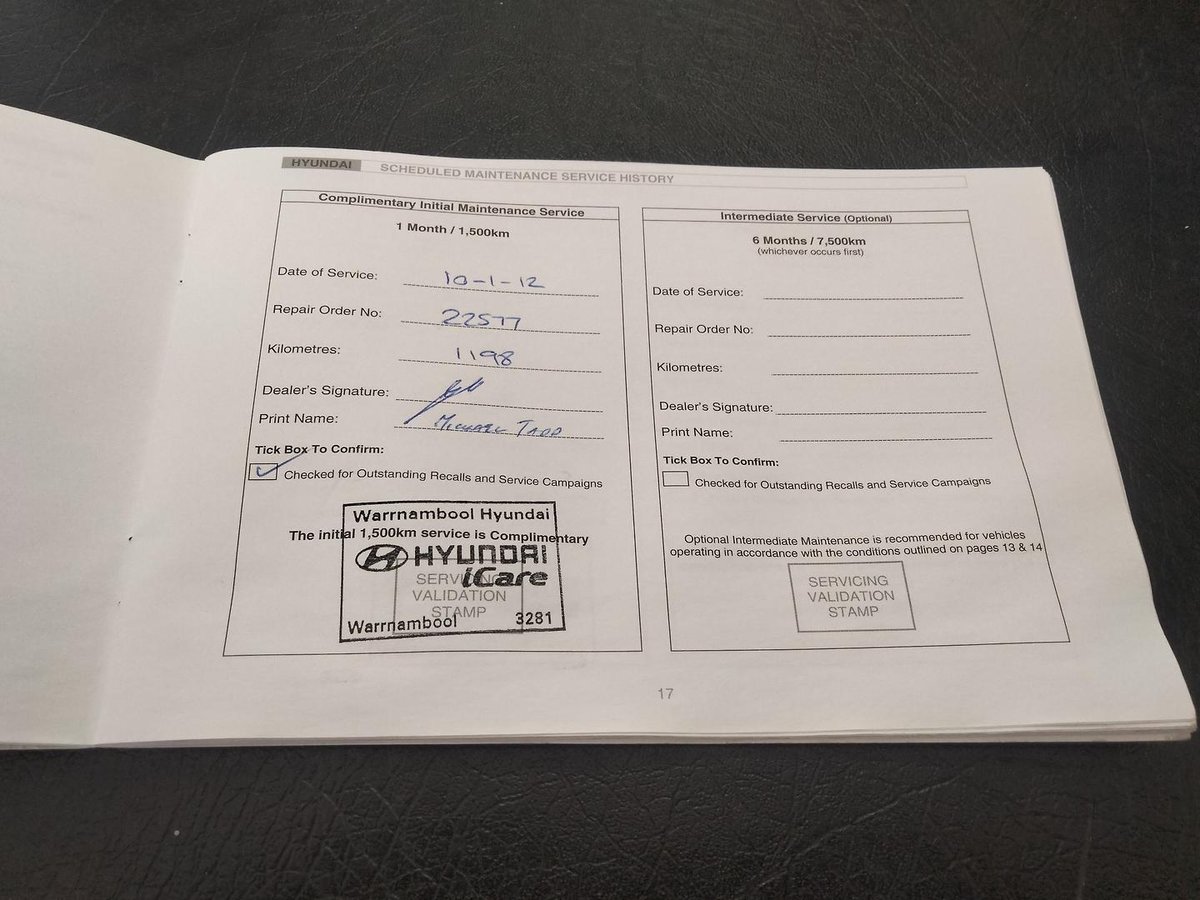 HYUNDAI SCHEDULED MAINTENANCE SERVICE HISTORY
Complimentary Initial Maintenance Service
1 Month / 1,500km
Date of Service: 10-1-12
Repair Order No: 22577
Kilometres: 1198
Dealer's Signature:
Print Name: MICHAEL TADD
Tick Box To Confirm:
Checked for Outstanding Recalls and Service Campaigns
Warrnambool Hyundai
The initial 1,500km service is Complimentary
HYUNDAI
iCare
SERVICING
VALIDATION
STAMP
Warrnambool 3281
Intermediate Service (Optional)
6 Months / 7,500km
(whichever occurs first)
Date of Service:
Repair Order No:
Kilometres:
Dealer's Signature:
Print Name:
Tick Box To Confirm:
Checked for Outstanding Recalls and Service Campaigns
Optional Intermediate Maintenance is recommended for vehicles
operating in accordance with the conditions outlined on pages 13 & 14
SERVICING
VALIDATION
STAMP
17